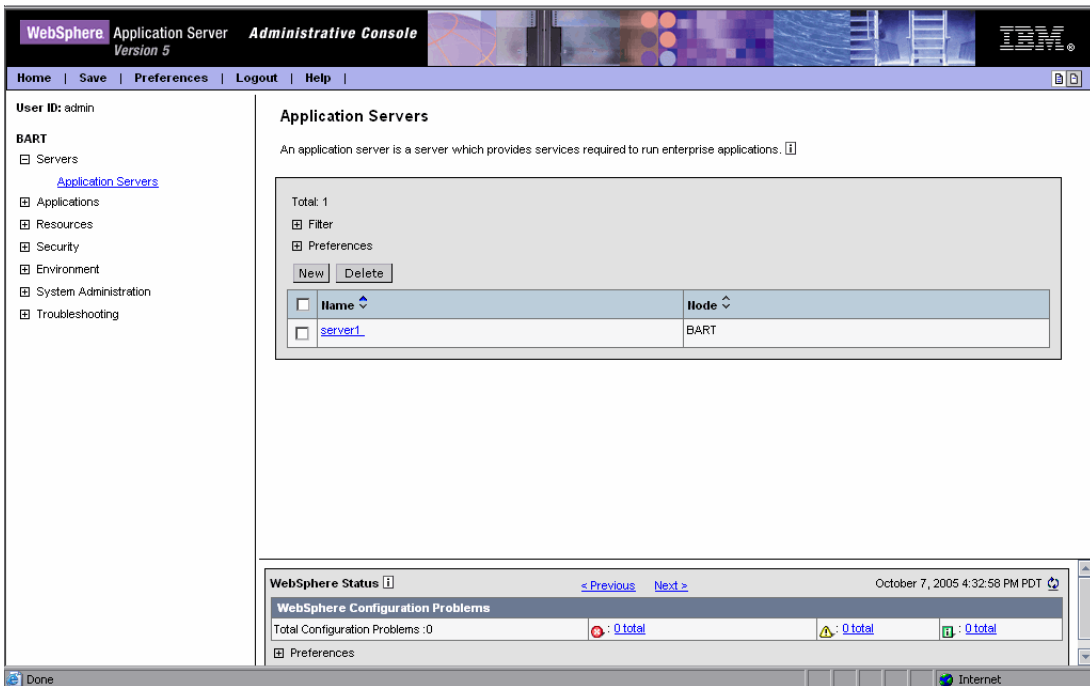 WebSphere Application Server Administrative Console
Version 5
IBM®
Home | Save | Preferences | Logout | Help |
User ID: admin
BART
Servers
Application Servers
Applications
Resources
Security
Environment
System Administration
Troubleshooting
Application Servers
An application server is a server which provides services required to run enterprise applications. i
Total: 1
Filter
Preferences
New Delete
Name Node
server1 BART
WebSphere Status i < Previous Next > October 7, 2005 4:32:58 PM PDT
WebSphere Configuration Problems
Total Configuration Problems :0 : 0 total : 0 total : 0 total
Preferences
Done Internet